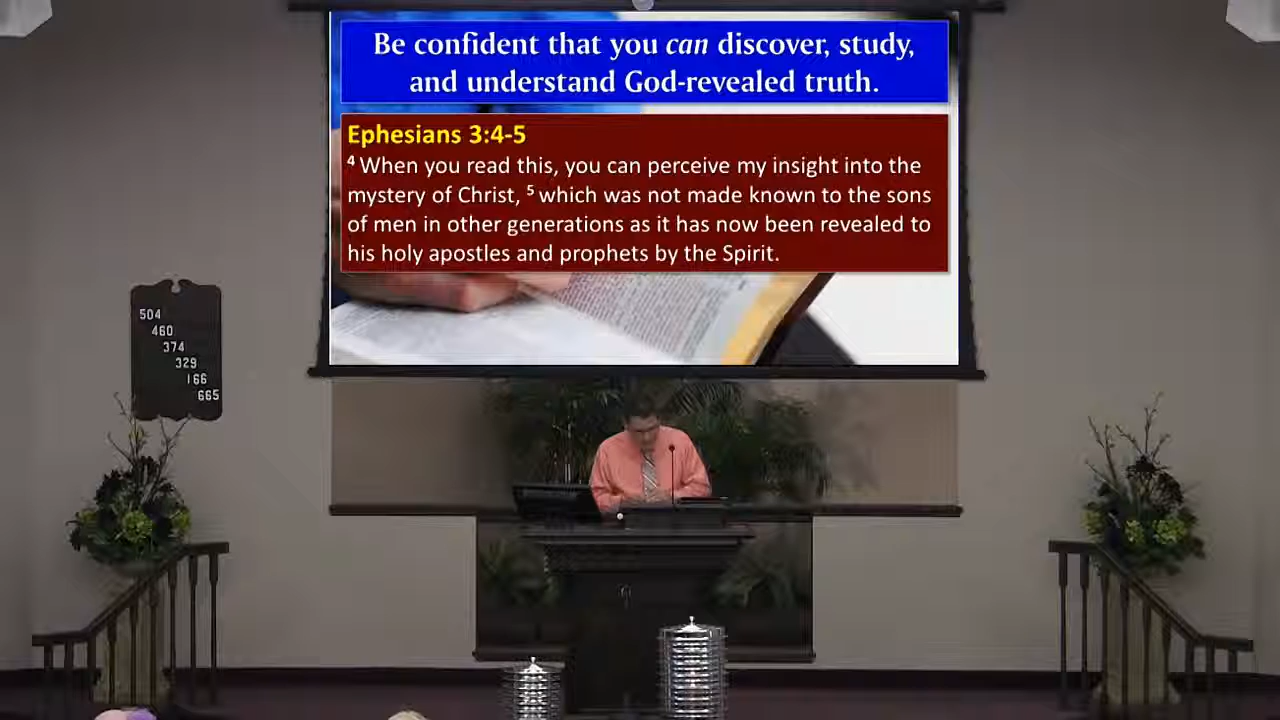 Be confident that you can discover, study,
and understand God-revealed truth.
Ephesians 3:4-5
4 When you read this, you can perceive my insight into the
mystery of Christ, 5 which was not made known to the sons
of men in other generations as it has now been revealed to
his holy apostles and prophets by the Spirit.
504
460
374
329
166
665